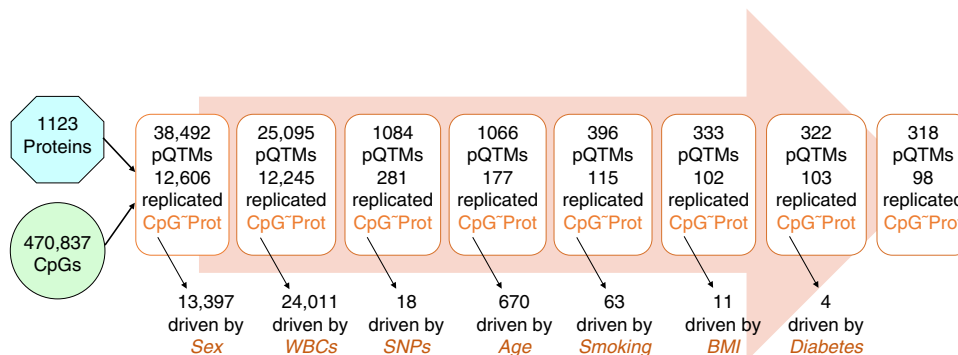 1123
Proteins
470,837
CpGs
38,492
pQTMs
12,606
replicated
CpG~Prot
25,095
pQTMs
12,245
replicated
CpG~Prot
1084
pQTMs
281
replicated
CpG~Prot
1066
pQTMs
177
replicated
CpG~Prot
396
pQTMs
115
replicated
CpG~Prot
333
pQTMs
102
replicated
CpG~Prot
322
pQTMs
103
replicated
CpG~Prot
318
pQTMs
98
replicated
CpG~Prot
13,397
driven by
Sex
24,011
driven by
WBCs
18
driven by
SNPs
670
driven by
Age
63
driven by
Smoking
11
driven by
BMI
4
driven by
Diabetes